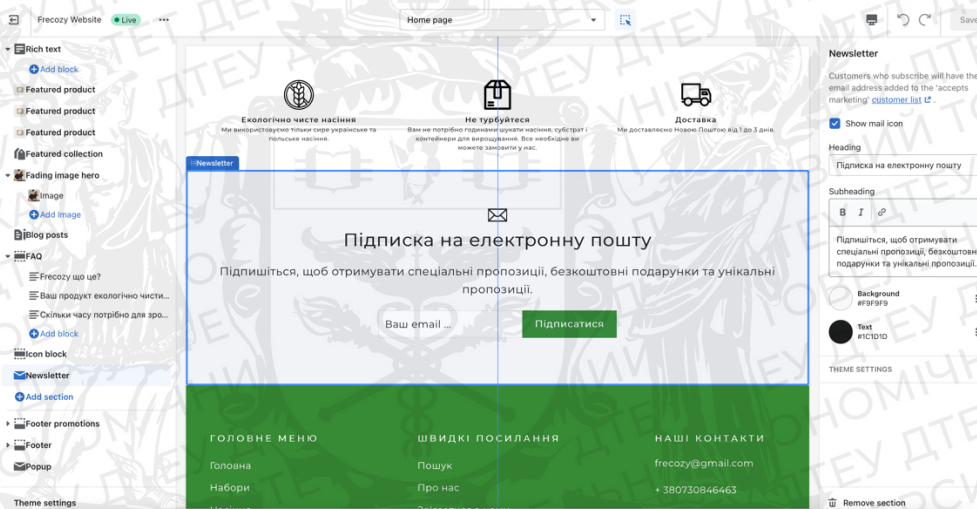 Frecozy Website
Live
Home page
Save
Rich text
Add block
Featured product
Featured product
Featured product
Featured collection
Fading image hero
Image
Add Image
Blog posts
FAQ
Frecozy що це?
Ваш продукт екологічно чисти...
Скільки часу потрібно для зро...
Add block
Icon block
Newsletter
Add section
Footer promotions
Footer
Popup
Theme settings
Екологічно чисте насіння
Ми використовуємо тільки сире українське та
польське насіння.
Не турбуйтеся
Вам не потрібно годинами шукати насіння, субстрат і
контейнери для вирощування. Все необхідне ви
можете замовити у нас.
Доставка
Ми доставляємо Новою Поштою від 1 до 3 днів.
Newsletter
Підписка на електронну пошту
Підпишіться, щоб отримувати спеціальні пропозиції, безкоштовні подарунки та унікальні
пропозиції.
Ваш email ...
Підписатися
ГОЛОВНЕ МЕНЮ
Головна
Набори
ШВИДКІ ПОСИЛАННЯ
Пошук
Про нас
НАШІ КОНТАКТИ
frecozy@gmail.com
+ 380730846463
Newsletter
Customers who subscribe will have the
email address added to the 'accepts
marketing' customer list
Show mail icon
Heading
Підписка на електронну пошту
Subheading
B I
Підпишіться, щоб отримувати
спеціальні пропозиції, безкоштовні
подарунки та унікальні пропозиції.
Background
#F9F9F9
Text
#1C1D1D
THEME SETTINGS
Remove section